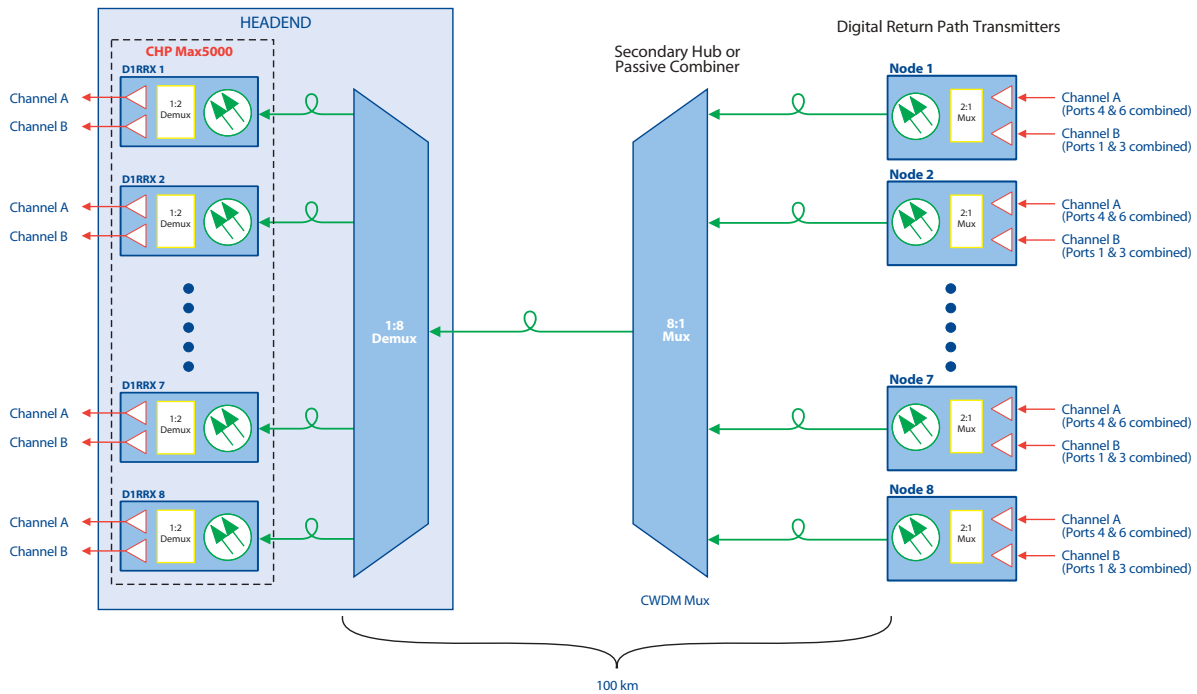 HEADEND
CHP Max5000
D1RRX 1
Channel A
Channel B
1:2
Demux
D1RRX 2
Channel A
Channel B
1:2
Demux
D1RRX 7
Channel A
Channel B
1:2
Demux
D1RRX 8
Channel A
Channel B
1:2
Demux
1:8
Demux
Secondary Hub or
Passive Combiner
8:1
Mux
CWDM Mux
Digital Return Path Transmitters
Node 1
2:1
Mux
Channel A
(Ports 4 & 6 combined)
Channel B
(Ports 1 & 3 combined)
Node 2
2:1
Mux
Channel A
(Ports 4 & 6 combined)
Channel B
(Ports 1 & 3 combined)
Node 7
2:1
Mux
Channel A
(Ports 4 & 6 combined)
Channel B
(Ports 1 & 3 combined)
Node 8
2:1
Mux
Channel A
(Ports 4 & 6 combined)
Channel B
(Ports 1 & 3 combined)
100 km